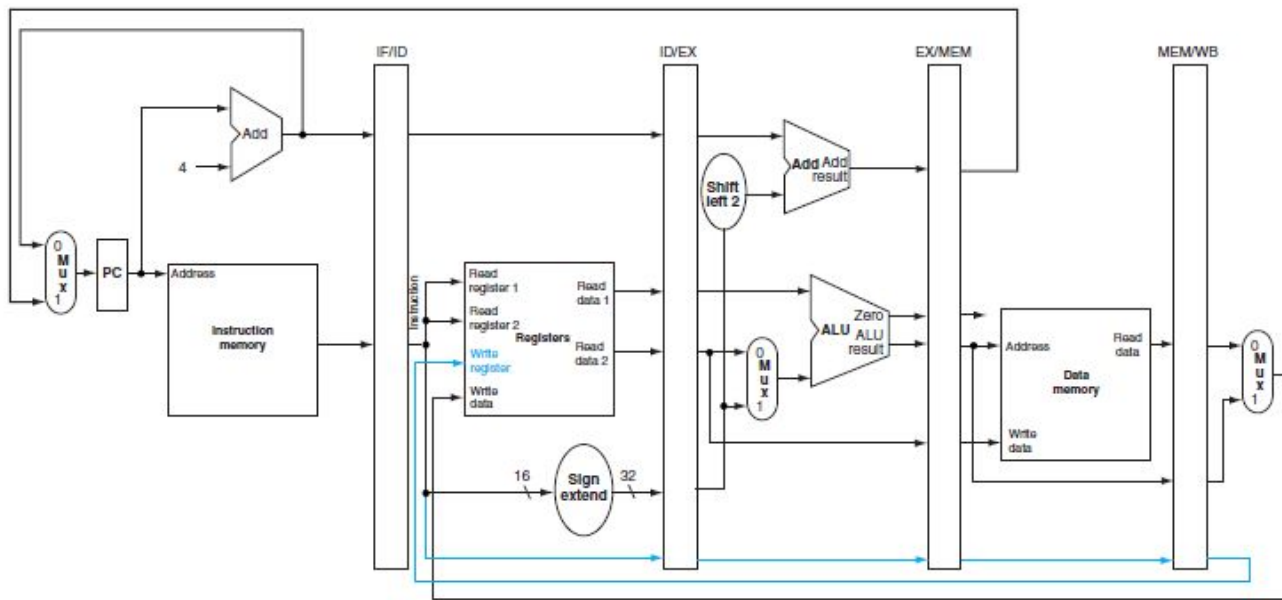 IF/ID
ID/EX
EX/MEM
MEM/WB
Add
4
Shift
left 2
Add Add
result
0
M
u
x
1
PC
Address
Instruction
memory
Instruction
Read
register 1
Read
register 2
Write
register
Write
data
Registers
Read
data 1
Read
data 2
16
Sign
extend
32
0
M
u
x
1
ALU
Zero
ALU
result
Address
Write
data
Data
memory
Read
data
0
M
u
x
1